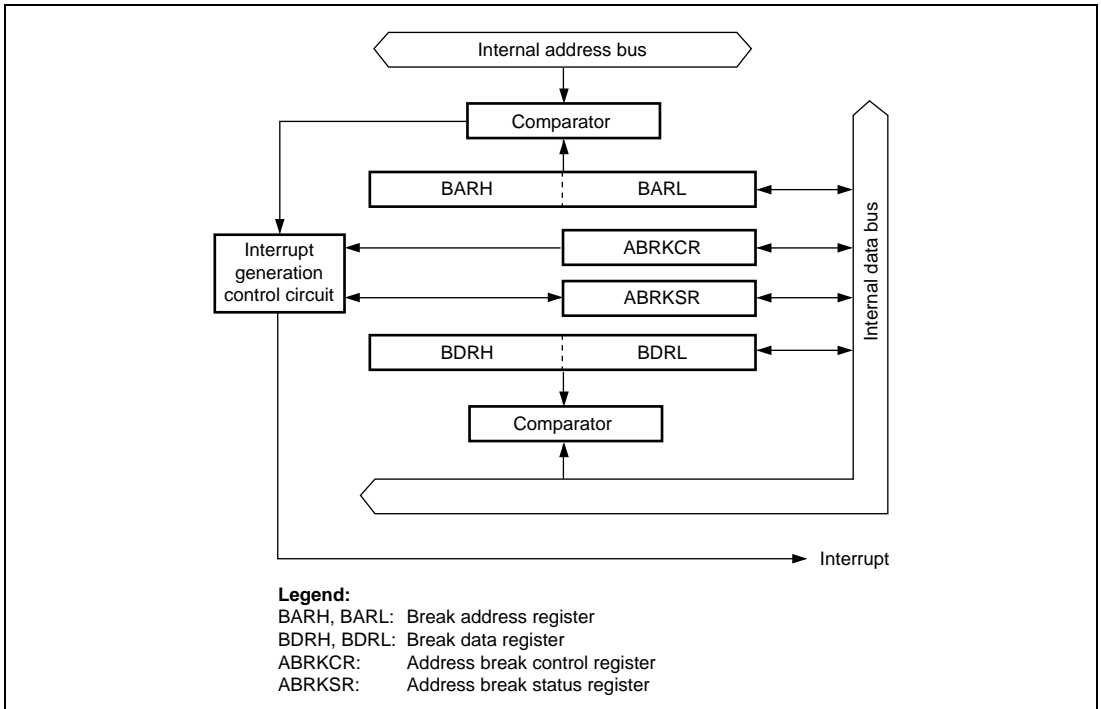 Internal address bus
Comparator
BARH
BARL
Interrupt
generation
control circuit
ABRKCR
ABRKSR
Internal data bus
BDRH
BDRL
Comparator
Interrupt
Legend:
BARH, BARL: Break address register
BDRH, BDRL: Break data register
ABRKCR: Address break control register
ABRKSR: Address break status register